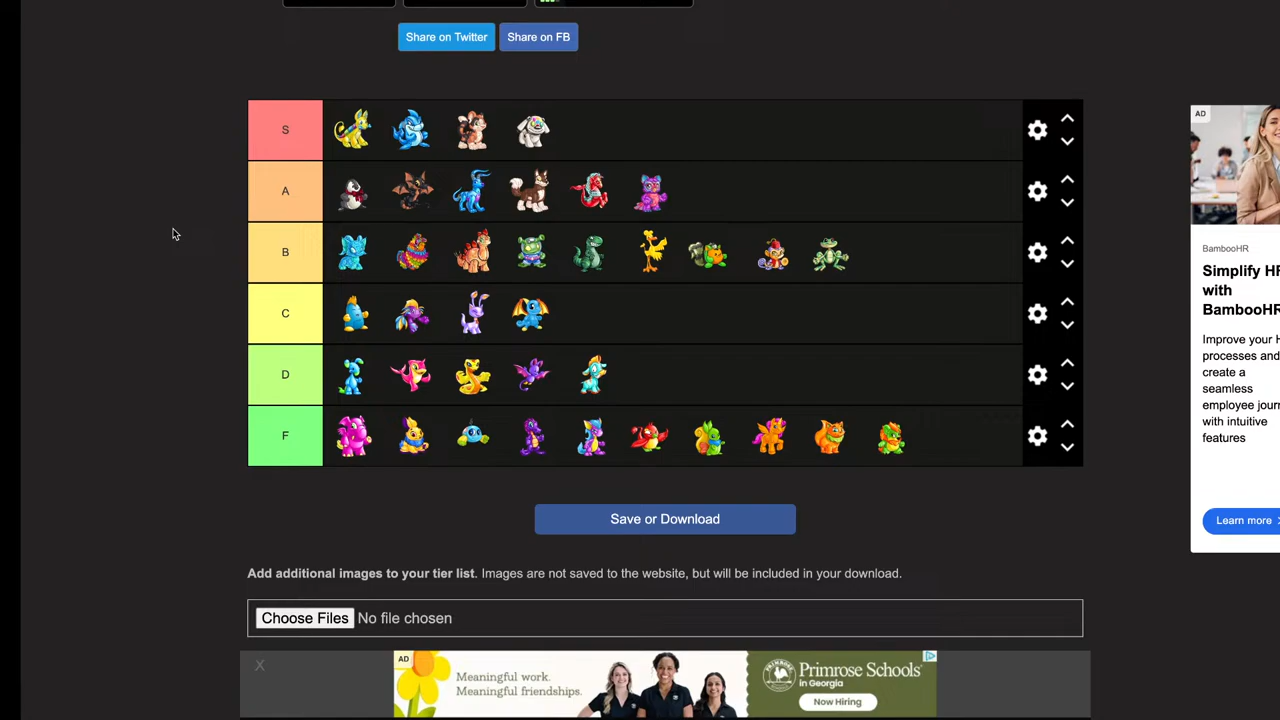 Share on Twitter
Share on FB
S
A
B
C
D
F
Save or Download
Add additional images to your tier list. Images are not saved to the website, but will be included in your download.
Choose Files No file chosen
X
AD
Meaningful work.
Meaningful friendships.
Primrose Schools
in Georgia
Now Hiring
AD
BambooHR
Simplify HR
with
BambooHR
Improve your H
processes and
create a
seamless
employee jour
with intuitive
features
Learn more